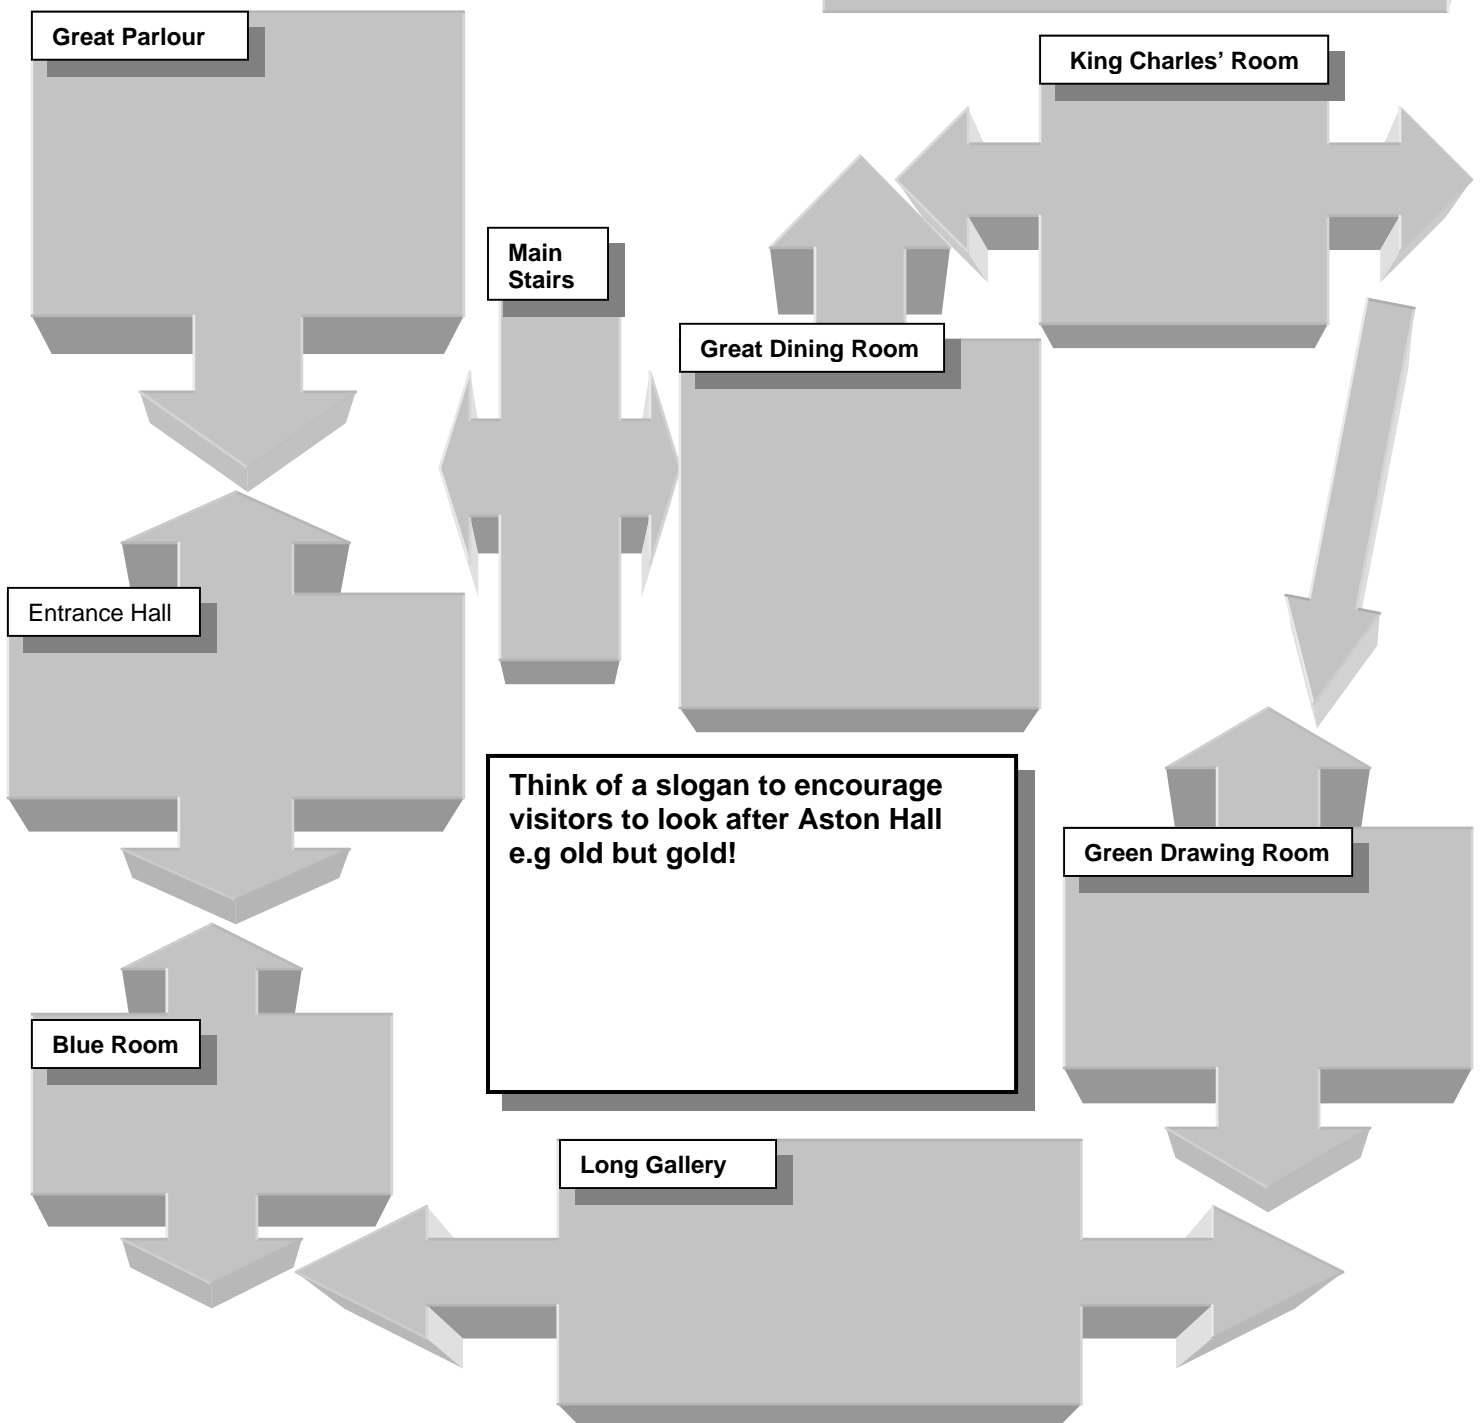 Great Parlour
King Charles’ Room
Main
Stairs
Great Dining Room
Entrance Hall
Think of a slogan to encourage
visitors to look after Aston Hall
e.g old but gold!
Green Drawing Room
Blue Room
Long Gallery